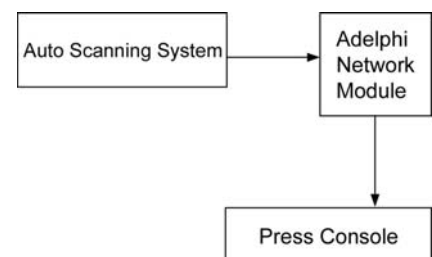 Auto Scanning System
Adelphi
Network
Module
Press Console